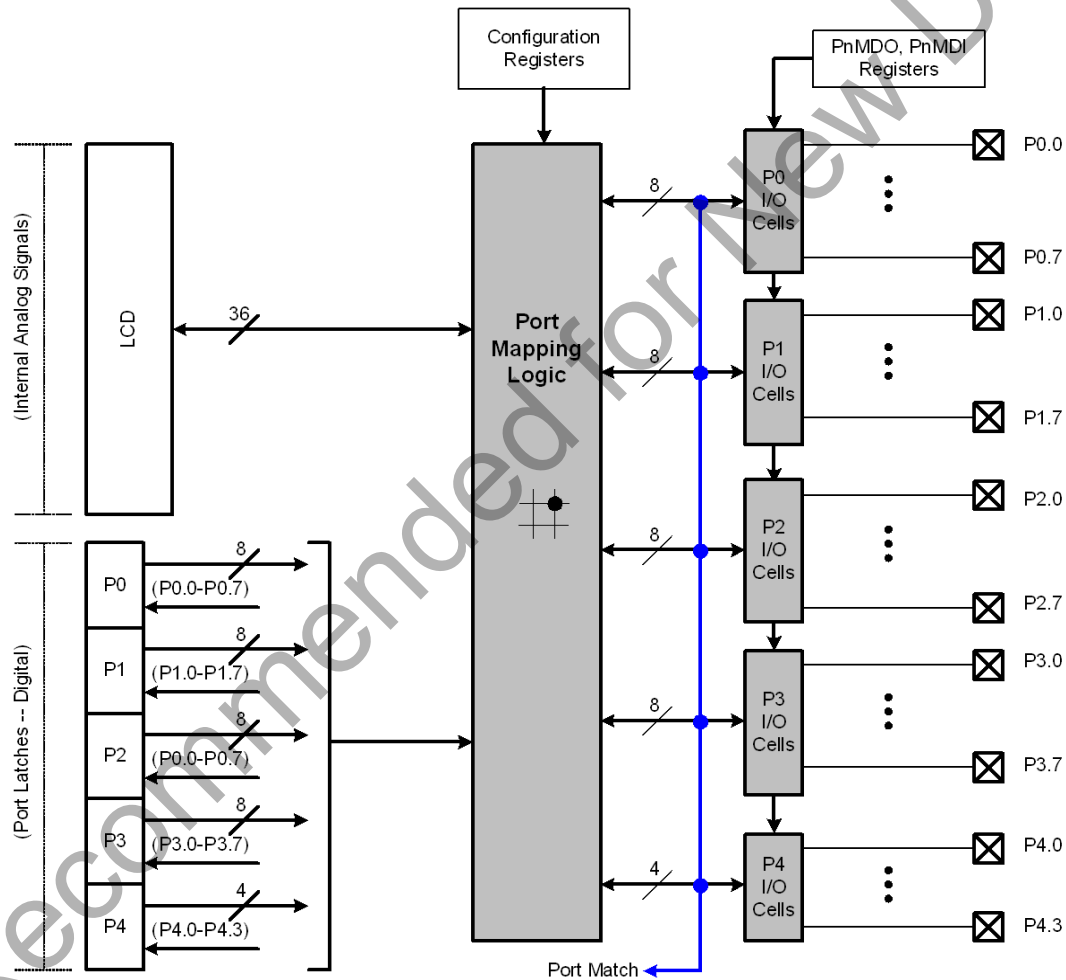 Configuration
Registers
PnMDO, PnMDI
Registers
(Internal Analog Signals)
LCD
36
Port
Mapping
Logic
8
P0
I/O
Cells
P0.0
P0.7
8
P1
I/O
Cells
P1.0
P1.7
8
P2
I/O
Cells
P2.0
P2.7
8
P3
I/O
Cells
P3.0
P3.7
4
P4
I/O
Cells
P4.0
P4.3
(Port Latches -- Digital)
P0
8
(P0.0-P0.7)
P1
8
(P1.0-P1.7)
P2
8
(P0.0-P0.7)
P3
8
(P3.0-P3.7)
P4
4
(P4.0-P4.3)
Port Match
ecommended for New D